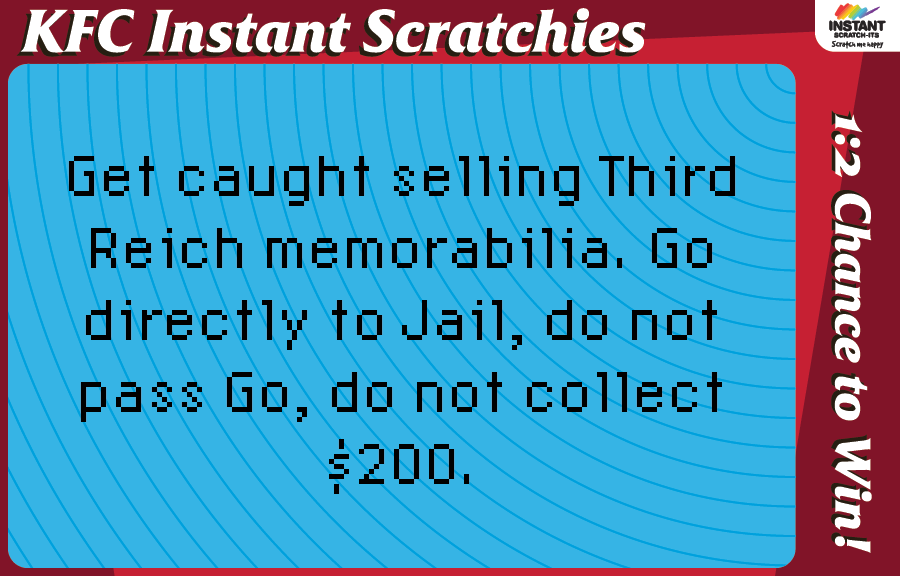 KFC Instant Scratchies
INSTANT
SCRATCH-ITS
Scratch me happy
Get caught selling Third
Reich memorabilia. Go
directly to Jail, do not
pass Go, do not collect
$200.
1:2 Chance to Win!